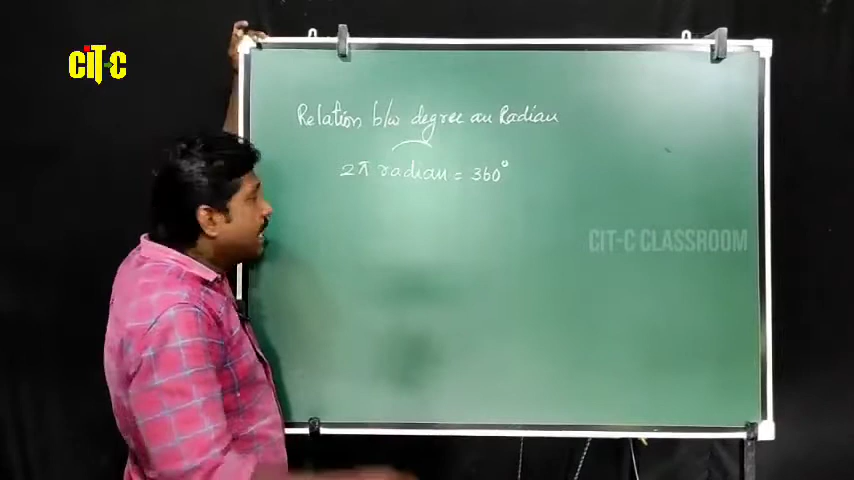 CiT-C
Relation b/w degree an Radian
2π radian = 360°
CIT-C CLASSROOM